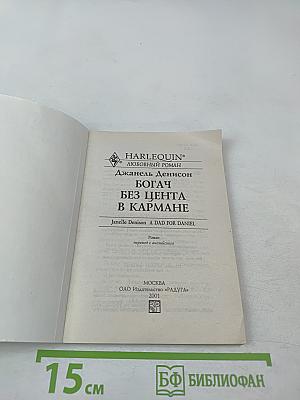 HARLEQUIN®
ЛЮБОВНЫЙ РОМАН
Джанель Денисон
БОГАЧ
БЕЗ ЦЕНТА
В КАРМАНЕ
Janelle Denison A DAD FOR DANIEL
Роман
перевод с английского
МОСКВА
ОАО Издательство «РАДУГА»
2001
15 см
БФ БИБЛИОФАН